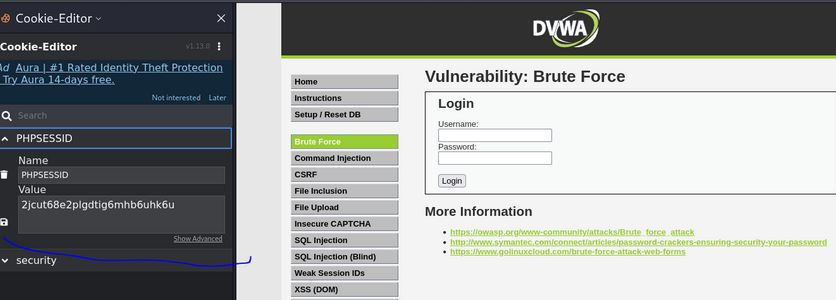 Cookie-Editor
Cookie-Editor
v1.13.0
Ad Aura | #1 Rated Identity Theft Protection
Try Aura 14-days free.
Not interested Later
Search
PHPSESSID
Name
PHPSESSID
Value
2jcut68e2plgdtig6mhb6uhk6u
Show Advanced
security
DVWA
Home
Instructions
Setup / Reset DB
Brute Force
Command Injection
CSRF
File Inclusion
File Upload
Insecure CAPTCHA
SQL Injection
SQL Injection (Blind)
Weak Session IDs
XSS (DOM)
Vulnerability: Brute Force
Login
Username:
Password:
Login
More Information
https://owasp.org/www-community/attacks/Brute_force_attack
http://www.symantec.com/connect/articles/password-crackers-ensuring-security-your-password
https://www.golinuxcloud.com/brute-force-attack-web-forms